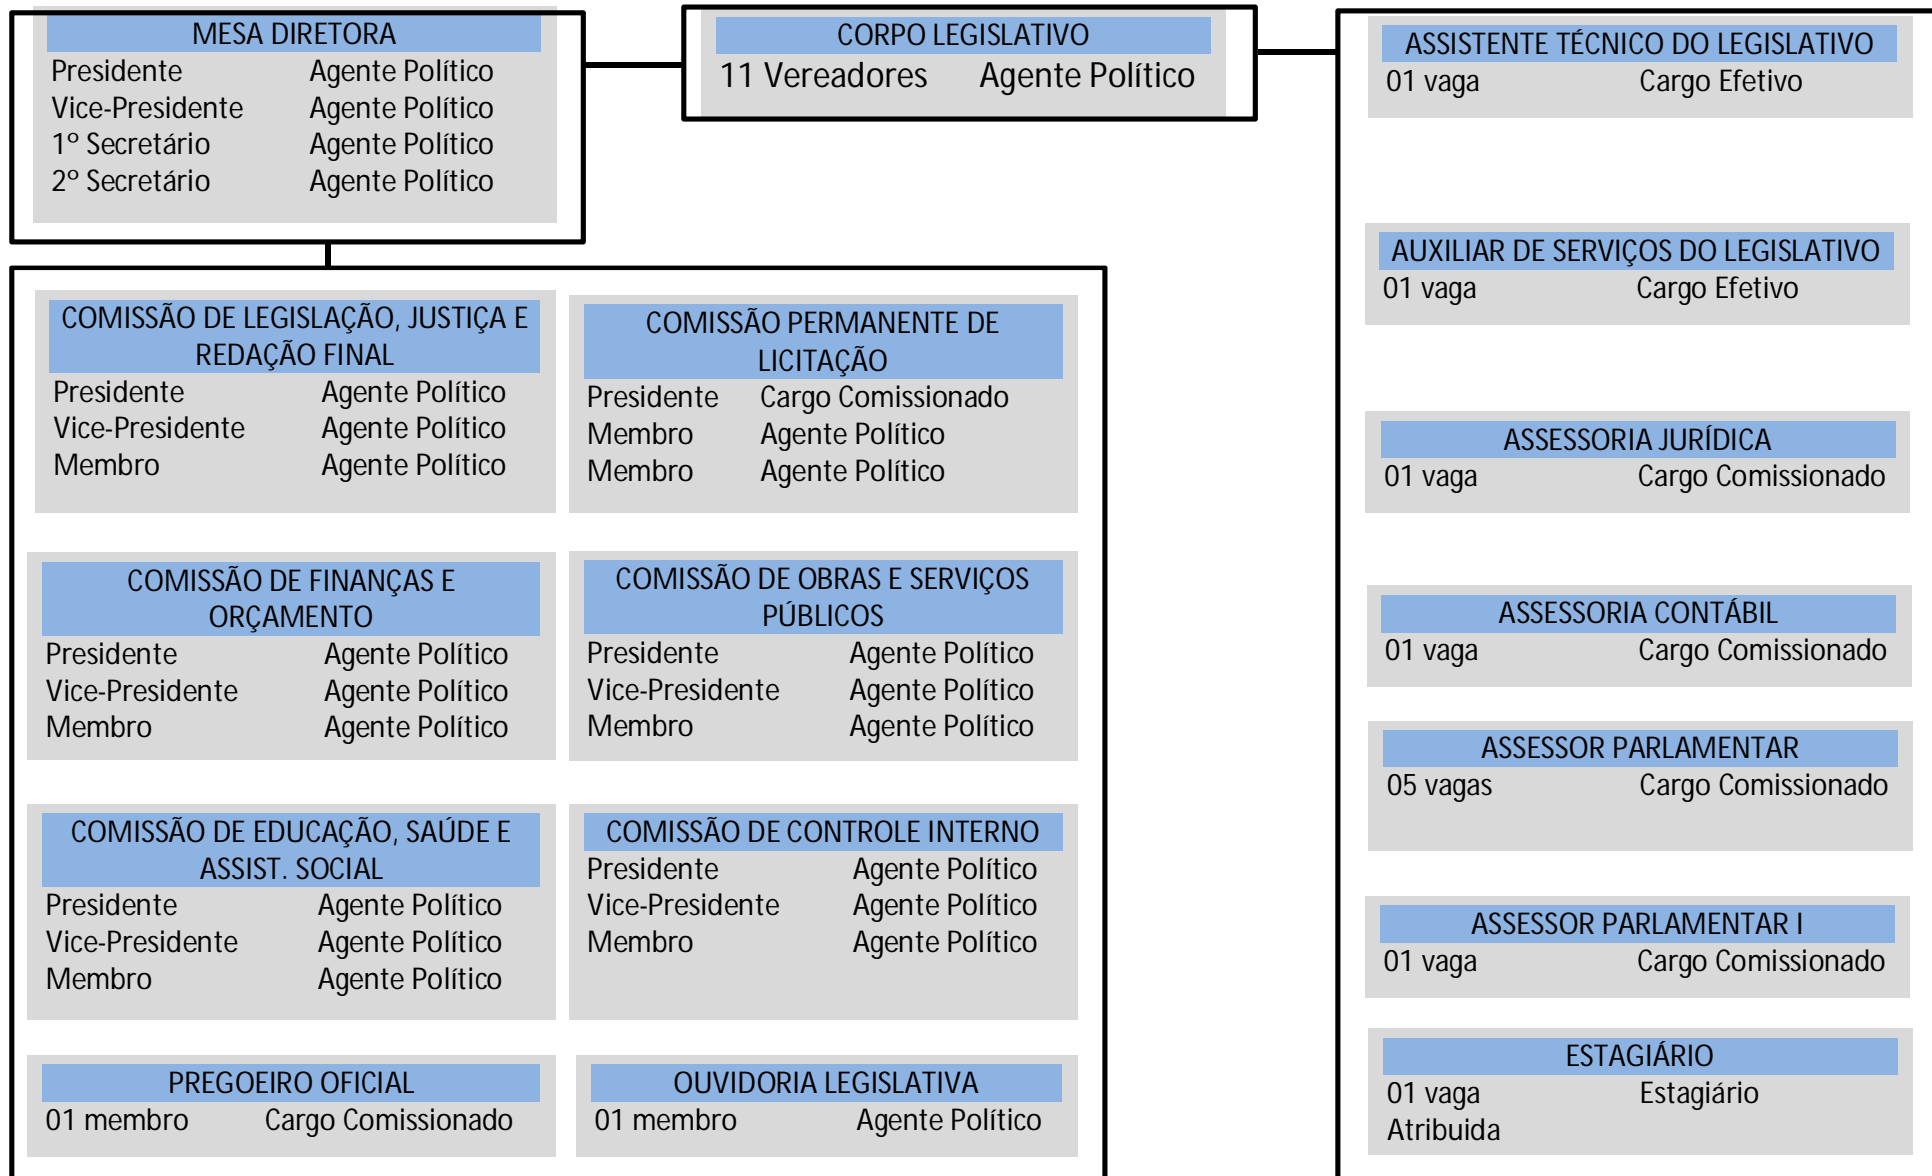 MESA DIRETORA
Presidente Agente Político
Vice-Presidente Agente Político
1º Secretário Agente Político
2º Secretário Agente Político
CORPO LEGISLATIVO
11 Vereadores Agente Político
COMISSÃO DE LEGISLAÇÃO, JUSTIÇA E
REDAÇÃO FINAL
Presidente Agente Político
Vice-Presidente Agente Político
Membro Agente Político
COMISSÃO PERMANENTE DE
LICITAÇÃO
Presidente Cargo Comissionado
Membro Agente Político
Membro Agente Político
COMISSÃO DE FINANÇAS E
ORÇAMENTO
Presidente Agente Político
Vice-Presidente Agente Político
Membro Agente Político
COMISSÃO DE OBRAS E SERVIÇOS
PÚBLICOS
Presidente Agente Político
Vice-Presidente Agente Político
Membro Agente Político
COMISSÃO DE EDUCAÇÃO, SAÚDE E
ASSIST. SOCIAL
Presidente Agente Político
Vice-Presidente Agente Político
Membro Agente Político
COMISSÃO DE CONTROLE INTERNO
Presidente Agente Político
Vice-Presidente Agente Político
Membro Agente Político
PREGOEIRO OFICIAL
01 membro Cargo Comissionado
OUVIDORIA LEGISLATIVA
01 membro Agente Político
ASSISTENTE TÉCNICO DO LEGISLATIVO
01 vaga Cargo Efetivo
AUXILIAR DE SERVIÇOS DO LEGISLATIVO
01 vaga Cargo Efetivo
ASSESSORIA JURÍDICA
01 vaga Cargo Comissionado
ASSESSORIA CONTÁBIL
01 vaga Cargo Comissionado
ASSESSOR PARLAMENTAR
05 vagas Cargo Comissionado
ASSESSOR PARLAMENTAR I
01 vaga Cargo Comissionado
ESTAGIÁRIO
01 vaga Estagiário
Atribuida